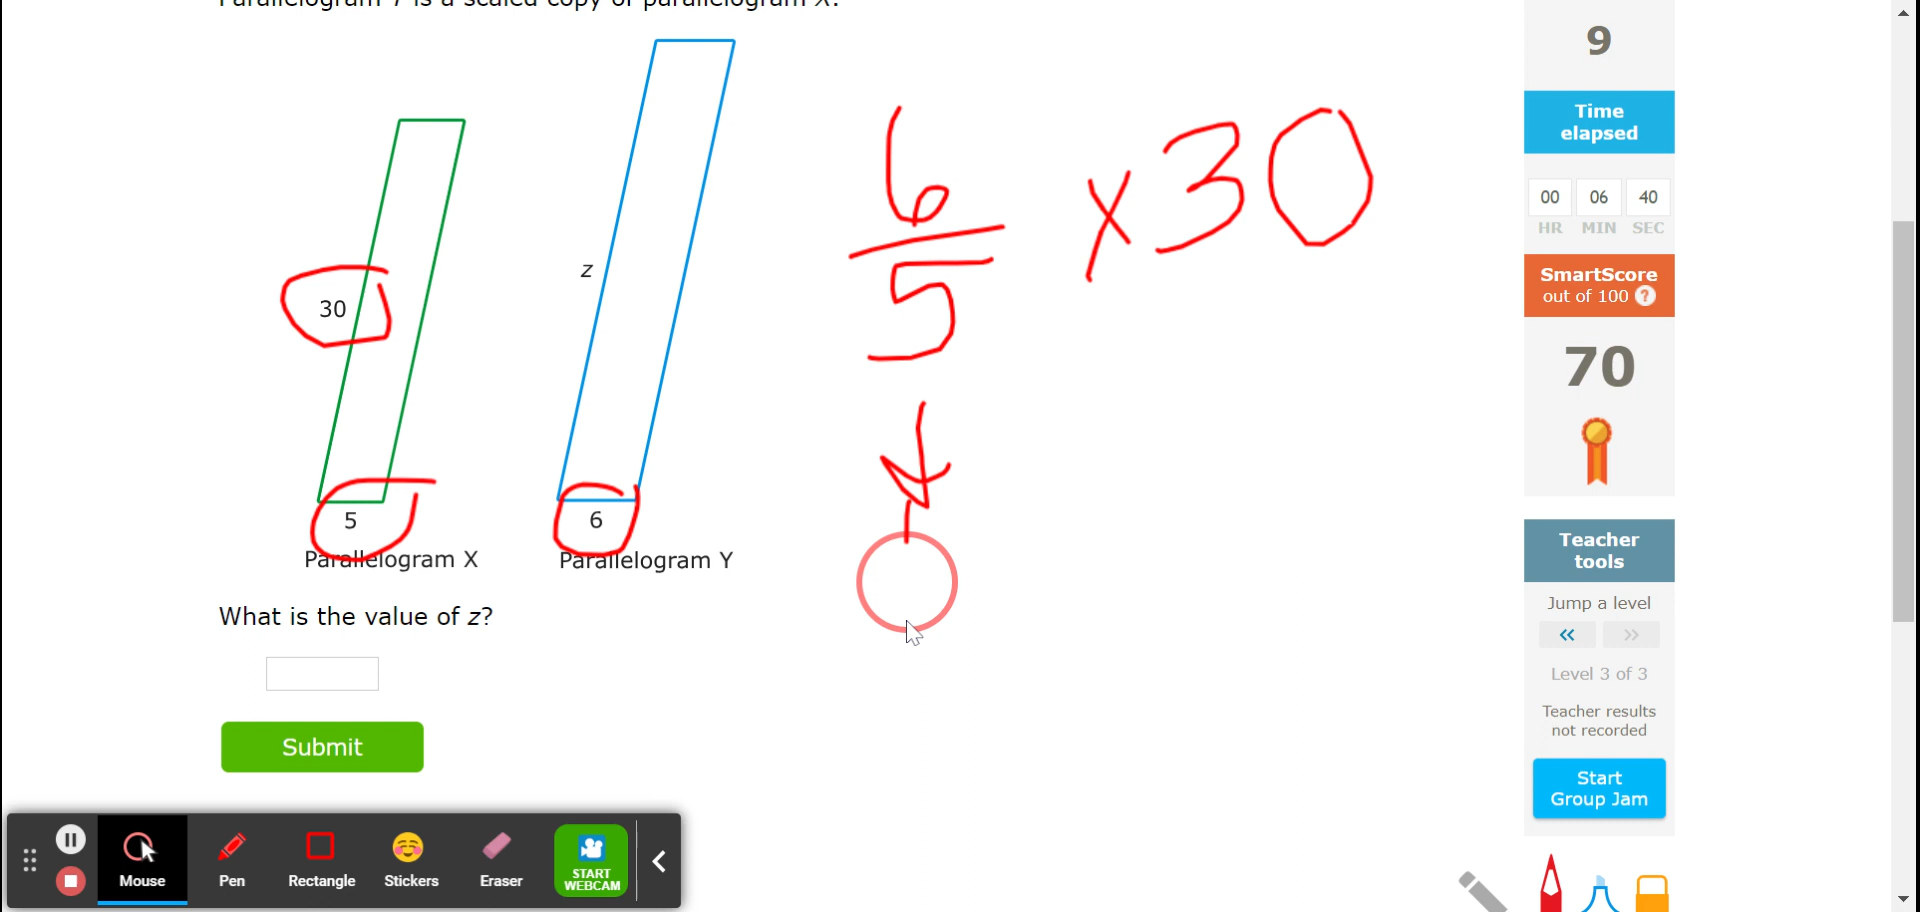 Parallelogram Y is a scaled copy of parallelogram X.
30
z
5
6
Parallelogram X
Parallelogram Y
6
5
x 30
What is the value of z?
Submit
9
Time
elapsed
00 06 40
HR MIN SEC
SmartScore
out of 100 ?
70
Teacher
tools
Jump a level
« »
Level 3 of 3
Teacher results
not recorded
Start
Group Jam
Mouse
Pen
Rectangle
Stickers
Eraser
START
WEBCAM